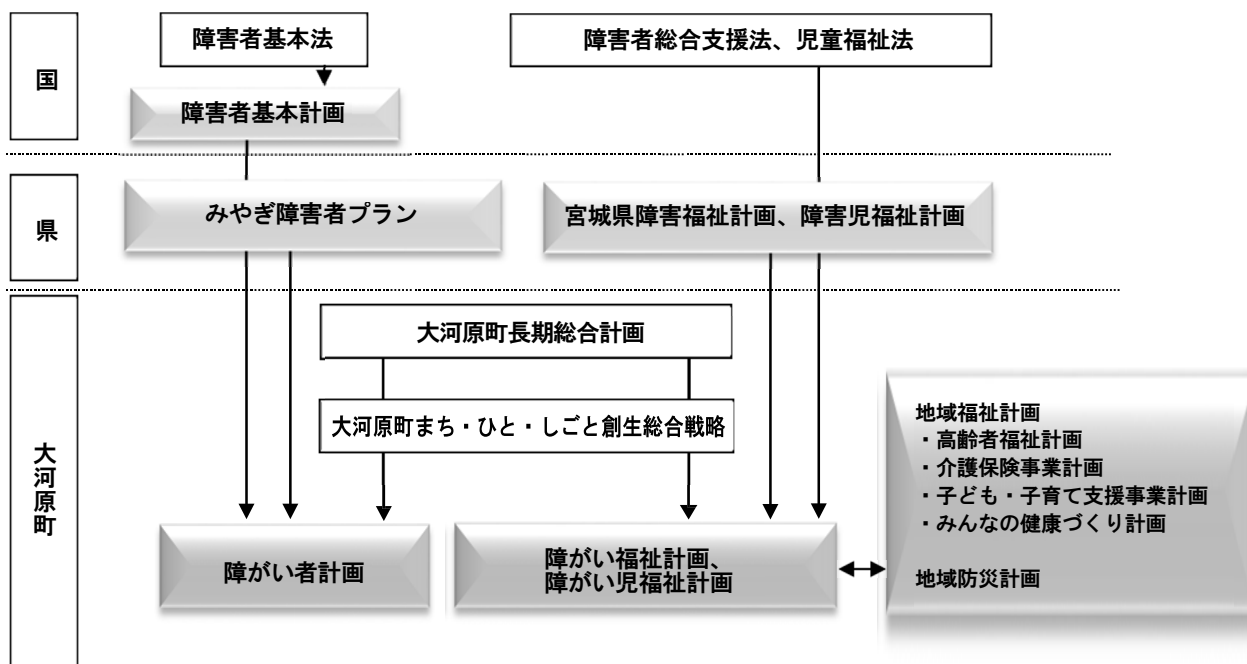 国
障害者基本法
障害者総合支援法、児童福祉法
障害者基本計画
県
みやぎ障害者プラン
宮城県障害福祉計画、障害児福祉計画
大河原町
大河原町長期総合計画
大河原町まち・ひと・しごと創生総合戦略
障がい者計画
障がい福祉計画、
障がい児福祉計画
地域福祉計画
・高齢者福祉計画
・介護保険事業計画
・子ども・子育て支援事業計画
・みんなの健康づくり計画
地域防災計画